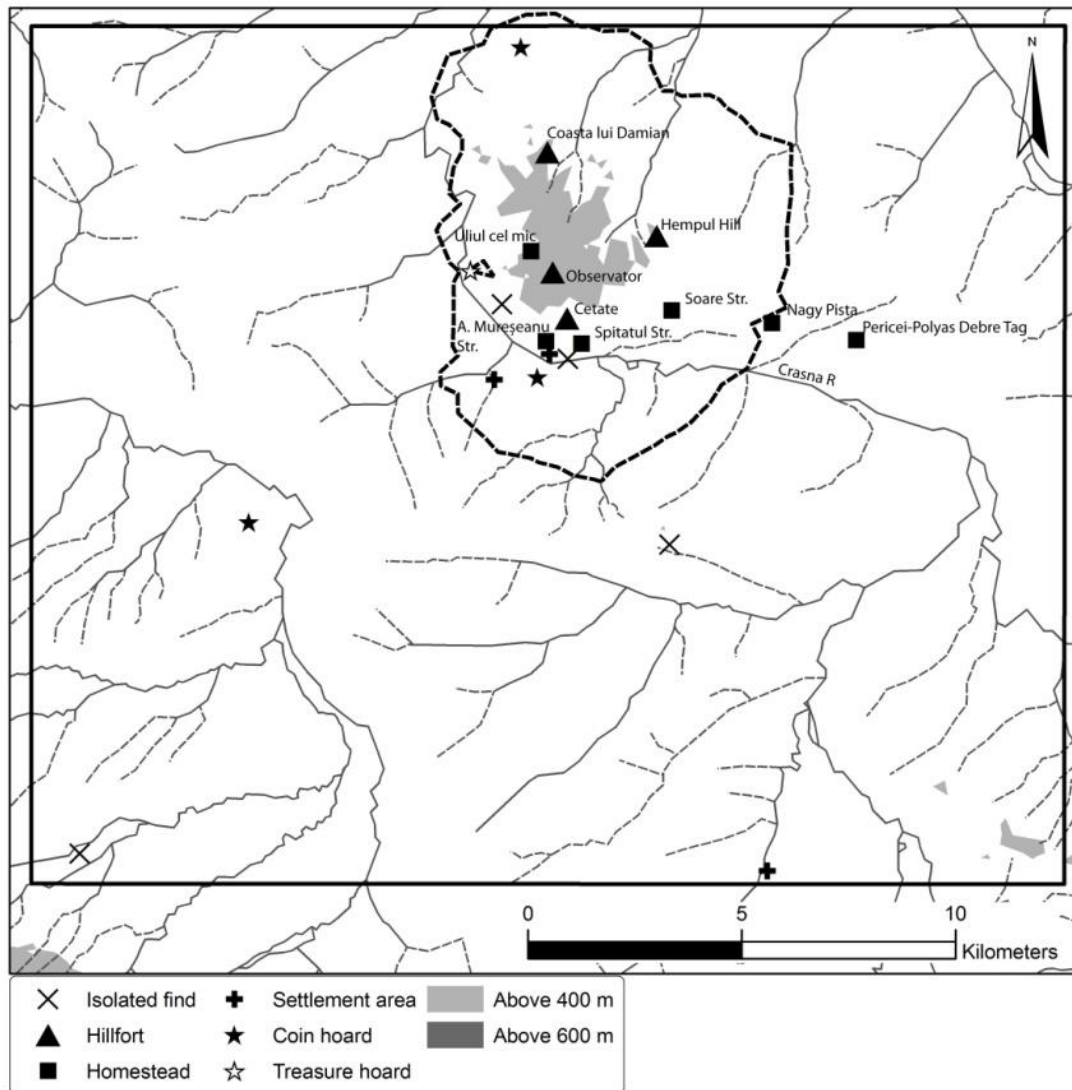 N
Coasta lui Damian
Hempul Hill
Uliul cel mic
Observator
Soare Str.
Nagy Pista
Cetate
A. Mureșeanu
Str.
Spitatul Str.
Pericei-Polyas Debre Tag
Crasna R
0 5 10
Kilometers
Isolated find
Settlement area
Above 400 m
Hillfort
Coin hoard
Above 600 m
Homestead
Treasure hoard